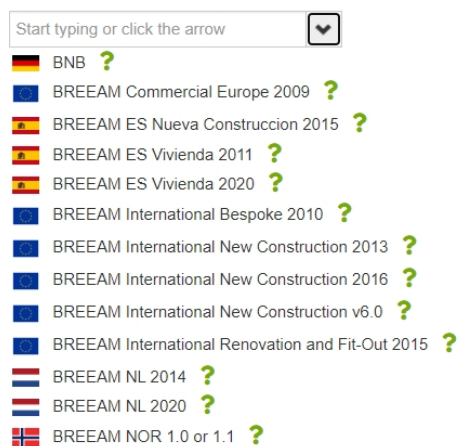 Start typing or click the arrow
BNB ?
BREEAM Commercial Europe 2009 ?
BREEAM ES Nueva Construccion 2015 ?
BREEAM ES Vivienda 2011 ?
BREEAM ES Vivienda 2020 ?
BREEAM International Bespoke 2010 ?
BREEAM International New Construction 2013 ?
BREEAM International New Construction 2016 ?
BREEAM International New Construction v6.0 ?
BREEAM International Renovation and Fit-Out 2015 ?
BREEAM NL 2014 ?
BREEAM NL 2020 ?
BREEAM NOR 1.0 or 1.1 ?